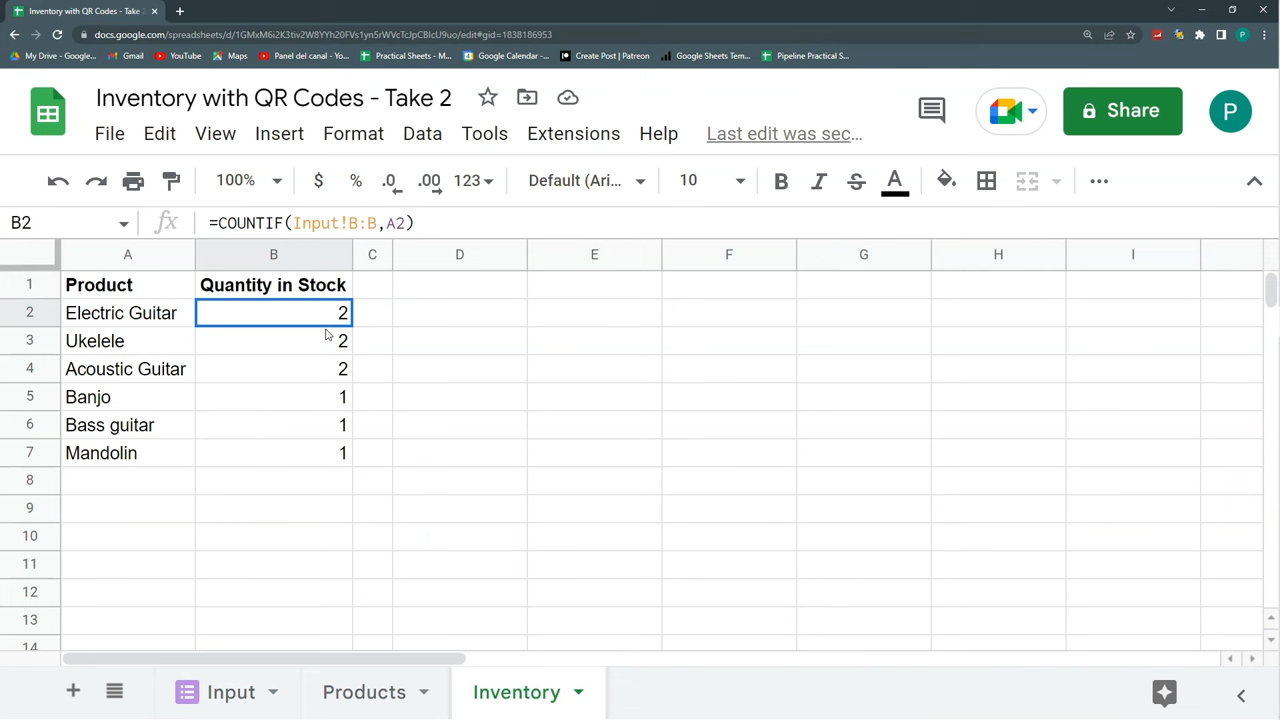 Inventory with QR Codes - Take 2
docs.google.com/spreadsheets/d/1GMxM6i2K3tiv2W8YYh20FVs1yn5rWVcTcJpCBIcU9uo/edit#gid=1838186953
My Drive - Google... Gmail YouTube Maps Panel del canal - Yo... Practical Sheets - M... Google Calendar -... Create Post | Patreon Google Sheets Tem... Pipeline Practical S...
Inventory with QR Codes - Take 2
Share
P
File Edit View Insert Format Data Tools Extensions Help Last edit was sec...
100% $ % .0 .00 123 Default (Ari... 10 B I S A
B2 fx =COUNTIF(Input!B:B,A2)
A B C D E F G H I
1 Product Quantity in Stock
2 Electric Guitar 2
3 Ukelele 2
4 Acoustic Guitar 2
5 Banjo 1
6 Bass guitar 1
7 Mandolin 1
8
9
10
11
12
13
14
Input Products Inventory